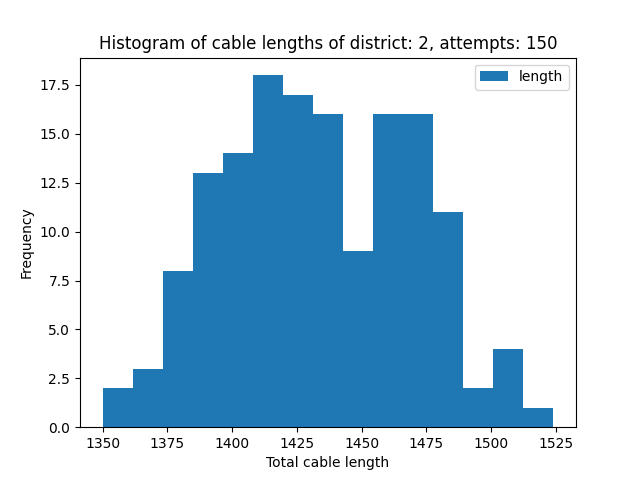 Histogram of cable lengths of district: 2, attempts: 150
length
17.5
15.0
12.5
10.0
7.5
5.0
2.5
0.0
Frequency
1350 1375 1400 1425 1450 1475 1500 1525
Total cable length